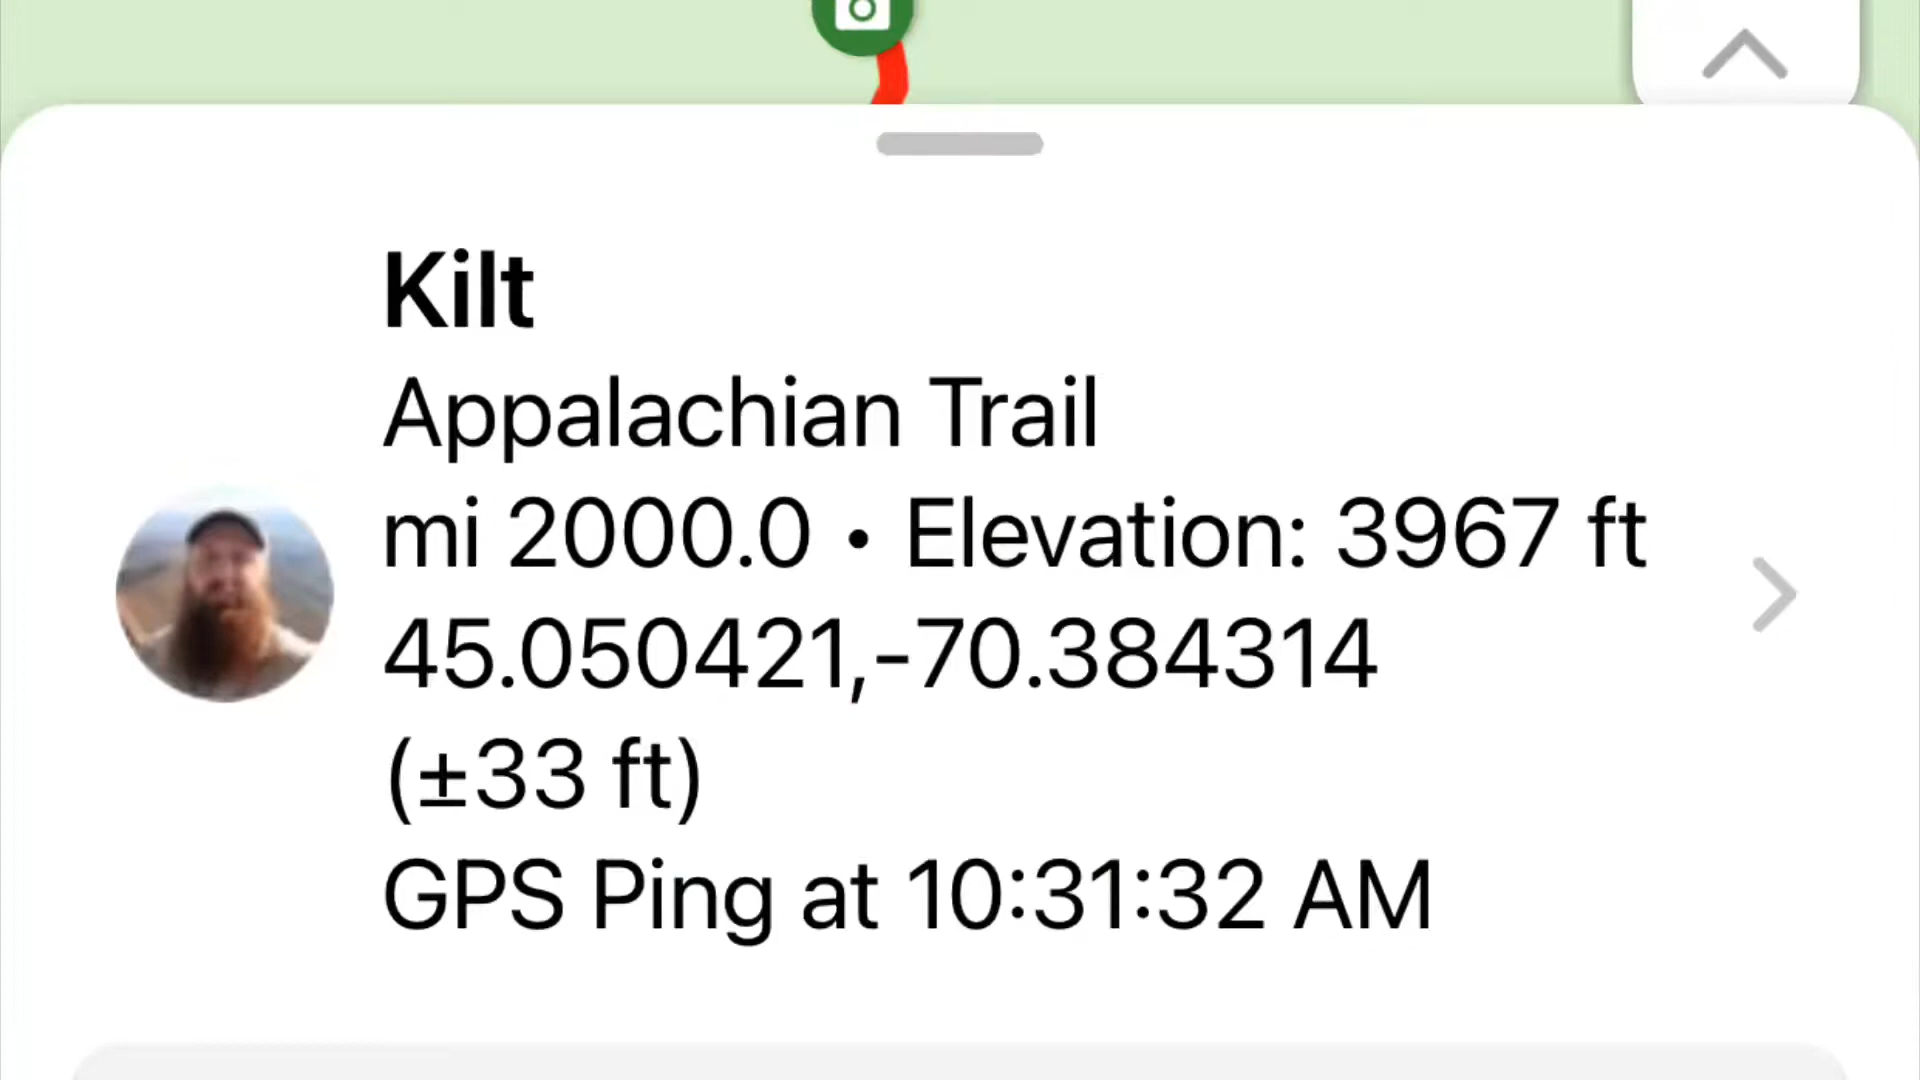 Kilt
Appalachian Trail
mi 2000.0 • Elevation: 3967 ft
45.050421,-70.384314
(±33 ft)
GPS Ping at 10:31:32 AM